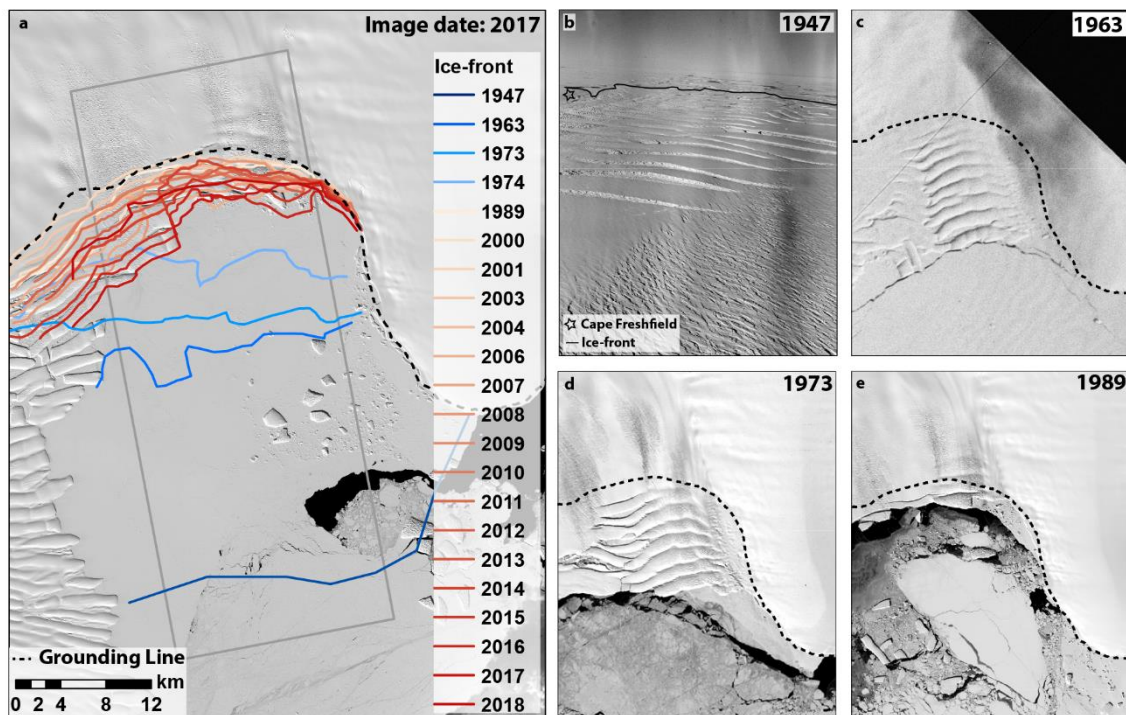 a
Image date: 2017
Ice-front
1947
1963
1973
1974
1989
2000
2001
2003
2004
2006
2007
2008
2009
2010
2011
2012
2013
2014
2015
2016
2017
2018
Grounding Line
km
0 2 4 8 12
b
1947
Cape Freshfield
Ice-front
c
1963
d
1973
e
1989